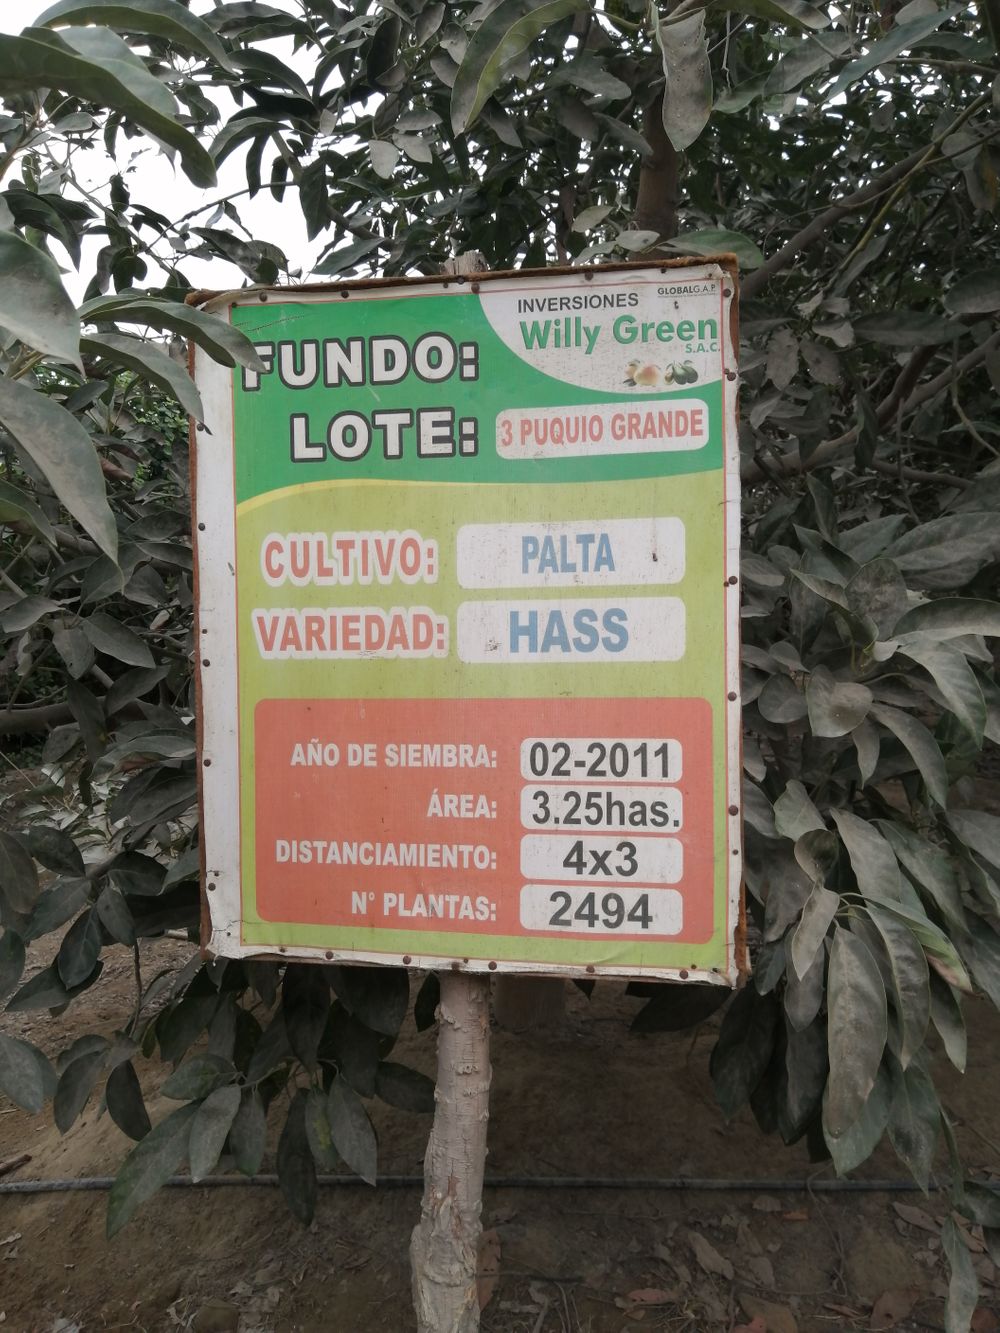 INVERSIONES
GLOBALG.A.P.
Willy Green
S.A.C.
FUNDO:
LOTE: 3 PUQUIO GRANDE
CULTIVO: PALTA
VARIEDAD: HASS
AÑO DE SIEMBRA: 02-2011
ÁREA: 3.25has.
DISTANCIAMIENTO: 4x3
N° PLANTAS: 2494